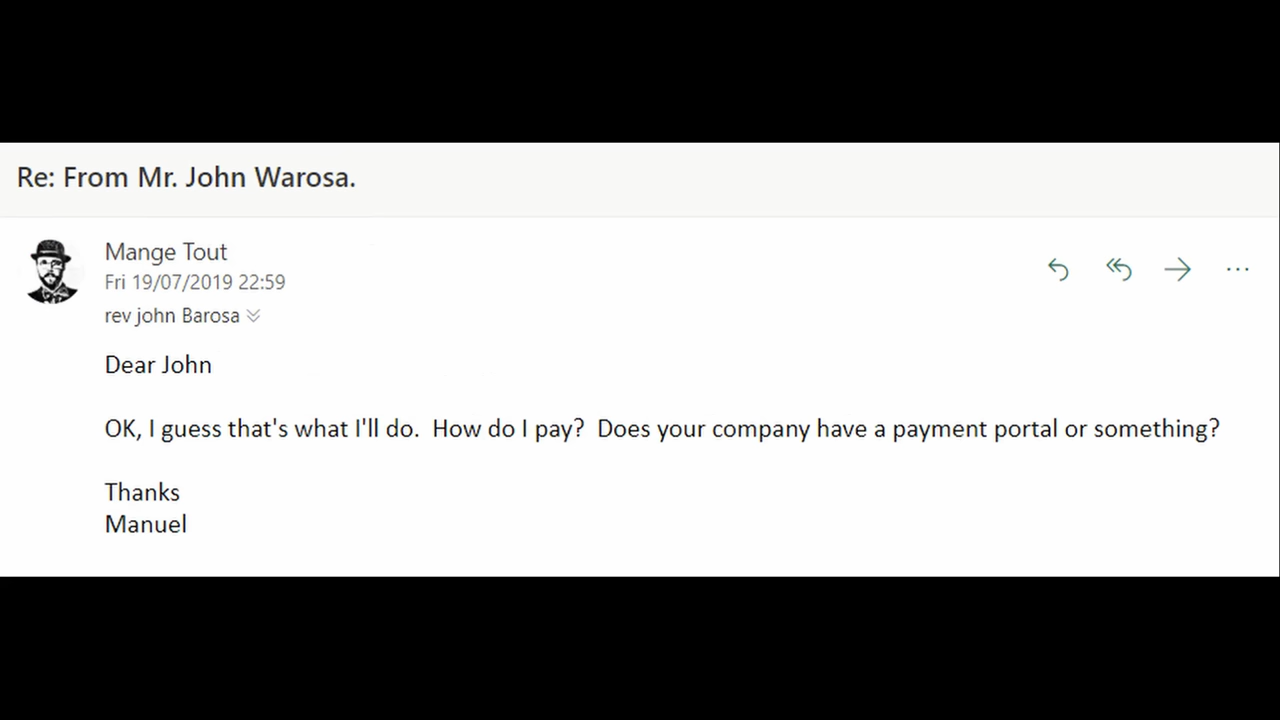 Re: From Mr. John Warosa.
Mange Tout
Fri 19/07/2019 22:59
rev john Barosa
Dear John
OK, I guess that's what I'll do.  How do I pay?  Does your company have a payment portal or something?
Thanks
Manuel